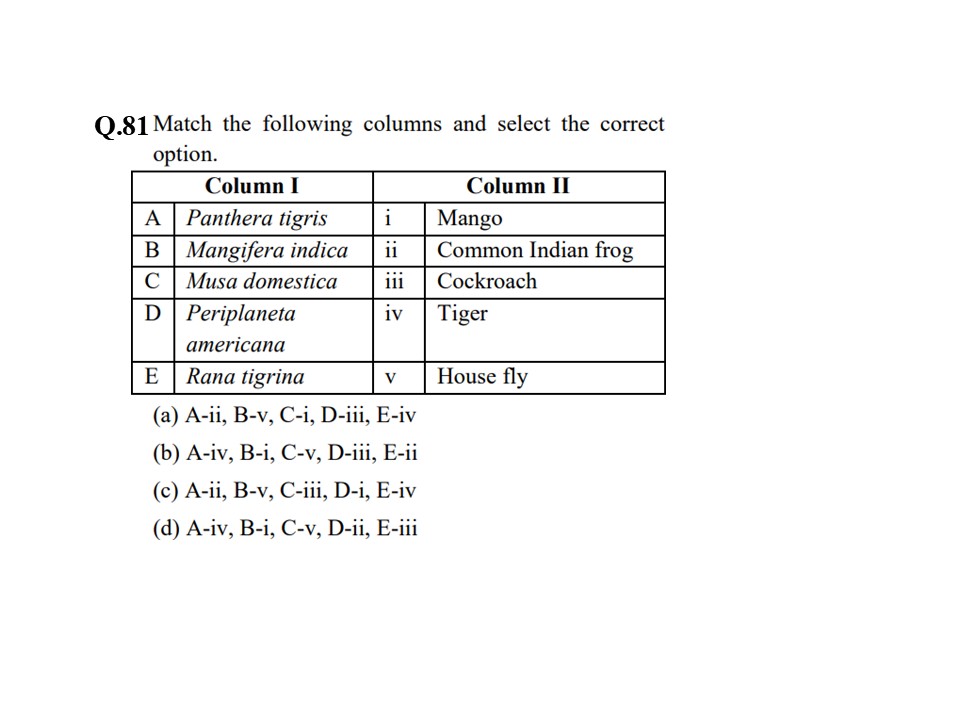 Q.81 Match the following columns and select the correct
option.
Column I Column II
A Panthera tigris i Mango
B Mangifera indica ii Common Indian frog
C Musa domestica iii Cockroach
D Periplaneta iv Tiger
americana
E Rana tigrina v House fly
(a) A-ii, B-v, C-i, D-iii, E-iv
(b) A-iv, B-i, C-v, D-iii, E-ii
(c) A-ii, B-v, C-iii, D-i, E-iv
(d) A-iv, B-i, C-v, D-ii, E-iii